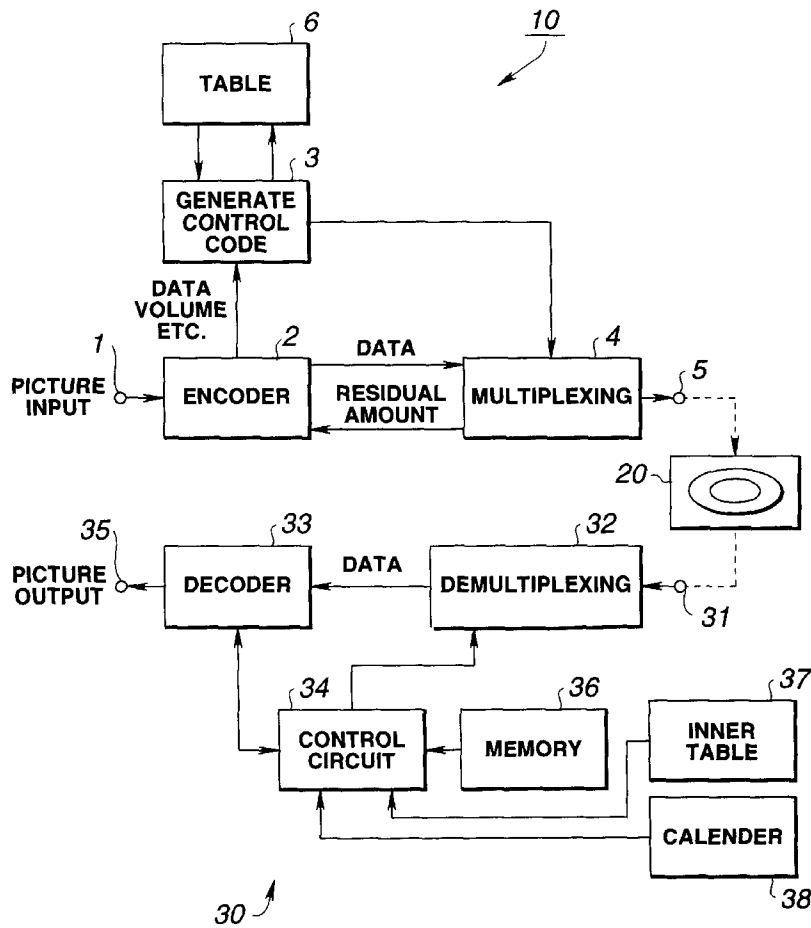 6
10
TABLE
3
GENERATE
CONTROL
CODE
DATA
VOLUME
ETC.
1
2
DATA
4
5
PICTURE
INPUT
ENCODER
RESIDUAL
AMOUNT
MULTIPLEXING
20
35
33
32
PICTURE
OUTPUT
DECODER
DATA
DEMULTIPLEXING
31
34
36
37
CONTROL
CIRCUIT
MEMORY
INNER
TABLE
CALENDER
38
30